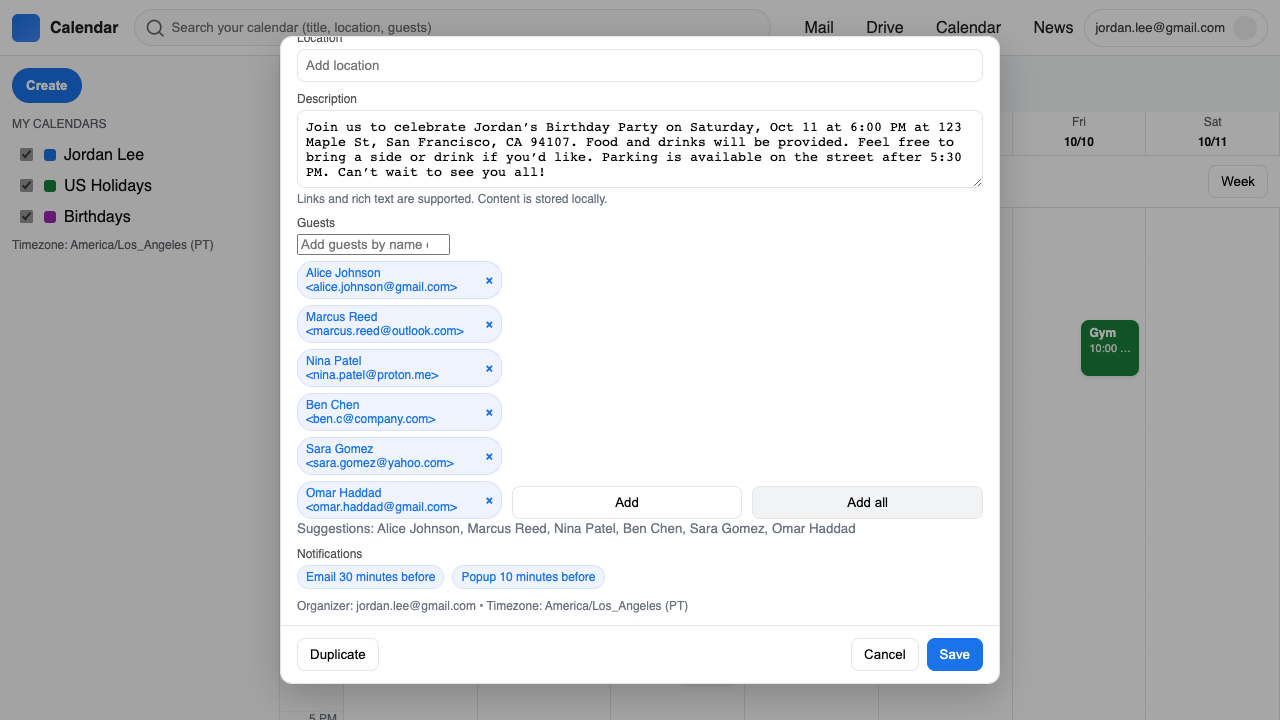 Calendar
Search your calendar (title, location, guests)
Mail
Drive
Calendar
News
jordan.lee@gmail.com
Create
MY CALENDARS
Jordan Lee
US Holidays
Birthdays
Timezone: America/Los_Angeles (PT)
Location
Add location
Description
Join us to celebrate Jordan’s Birthday Party on Saturday, Oct 11 at 6:00 PM at 123
Maple St, San Francisco, CA 94107. Food and drinks will be provided. Feel free to
bring a side or drink if you’d like. Parking is available on the street after 5:30
PM. Can’t wait to see you all!
Links and rich text are supported. Content is stored locally.
Guests
Add guests by name
Alice Johnson
<alice.johnson@gmail.com>
×
Marcus Reed
<marcus.reed@outlook.com>
×
Nina Patel
<nina.patel@proton.me>
×
Ben Chen
<ben.c@company.com>
×
Sara Gomez
<sara.gomez@yahoo.com>
×
Omar Haddad
<omar.haddad@gmail.com>
×
Add
Add all
Suggestions: Alice Johnson, Marcus Reed, Nina Patel, Ben Chen, Sara Gomez, Omar Haddad
Notifications
Email 30 minutes before
Popup 10 minutes before
Organizer: jordan.lee@gmail.com • Timezone: America/Los_Angeles (PT)
Duplicate
Cancel
Save
Fri
10/10
Sat
10/11
Week
Gym
10:00 ...
5 PM